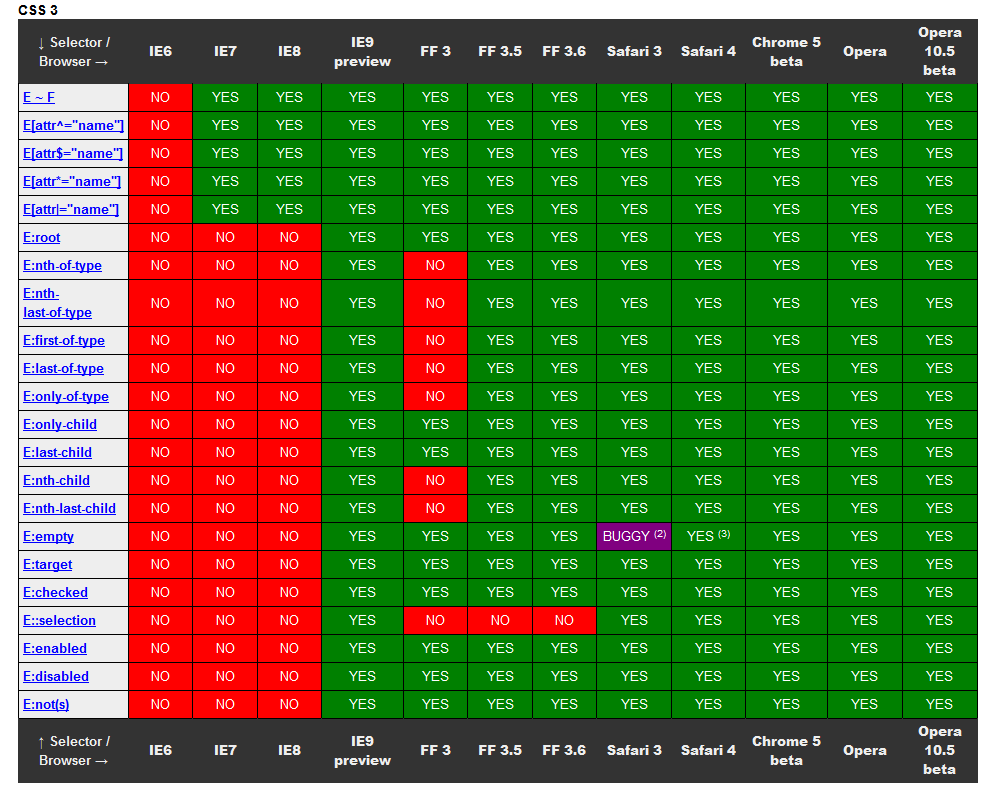 CSS 3
↓ Selector / Browser → IE6 IE7 IE8 IE9 preview FF 3 FF 3.5 FF 3.6 Safari 3 Safari 4 Chrome 5 beta Opera Opera 10.5 beta
E ~ F NO YES YES YES YES YES YES YES YES YES YES YES
E[attr^="name"] NO YES YES YES YES YES YES YES YES YES YES YES
E[attr$="name"] NO YES YES YES YES YES YES YES YES YES YES YES
E[attr*="name"] NO YES YES YES YES YES YES YES YES YES YES YES
E[attr|="name"] NO YES YES YES YES YES YES YES YES YES YES YES
E:root NO NO NO YES YES YES YES YES YES YES YES YES
E:nth-of-type NO NO NO YES NO YES YES YES YES YES YES YES
E:nth-last-of-type NO NO NO YES NO YES YES YES YES YES YES YES
E:first-of-type NO NO NO YES NO YES YES YES YES YES YES YES
E:last-of-type NO NO NO YES NO YES YES YES YES YES YES YES
E:only-of-type NO NO NO YES NO YES YES YES YES YES YES YES
E:only-child NO NO NO YES YES YES YES YES YES YES YES YES
E:last-child NO NO NO YES YES YES YES YES YES YES YES YES
E:nth-child NO NO NO YES NO YES YES YES YES YES YES YES
E:nth-last-child NO NO NO YES NO YES YES YES YES YES YES YES
E:empty NO NO NO YES YES YES YES BUGGY (2) YES (3) YES YES YES
E:target NO NO NO YES YES YES YES YES YES YES YES YES
E:checked NO NO NO YES YES YES YES YES YES YES YES YES
E::selection NO NO NO YES NO NO NO YES YES YES YES YES
E:enabled NO NO NO YES YES YES YES YES YES YES YES YES
E:disabled NO NO NO YES YES YES YES YES YES YES YES YES
E:not(s) NO NO NO YES YES YES YES YES YES YES YES YES
↑ Selector / Browser → IE6 IE7 IE8 IE9 preview FF 3 FF 3.5 FF 3.6 Safari 3 Safari 4 Chrome 5 beta Opera Opera 10.5 beta